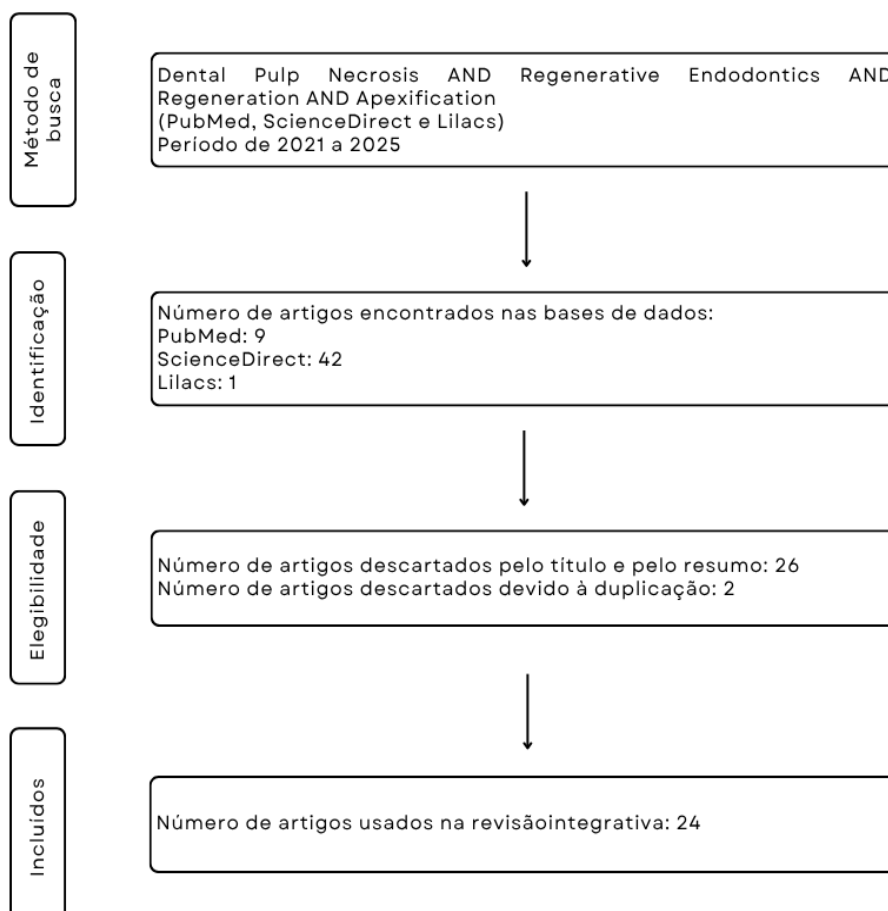 Método de
busca
Dental Pulp Necrosis AND Regenerative Endodontics AND
Regeneration AND Apexification
(PubMed, ScienceDirect e Lilacs)
Período de 2021 a 2025
Identificação
Número de artigos encontrados nas bases de dados:
PubMed: 9
ScienceDirect: 42
Lilacs: 1
Elegibilidade
Número de artigos descartados pelo título e pelo resumo: 26
Número de artigos descartados devido à duplicação: 2
Incluídos
Número de artigos usados na revisãointegrativa: 24